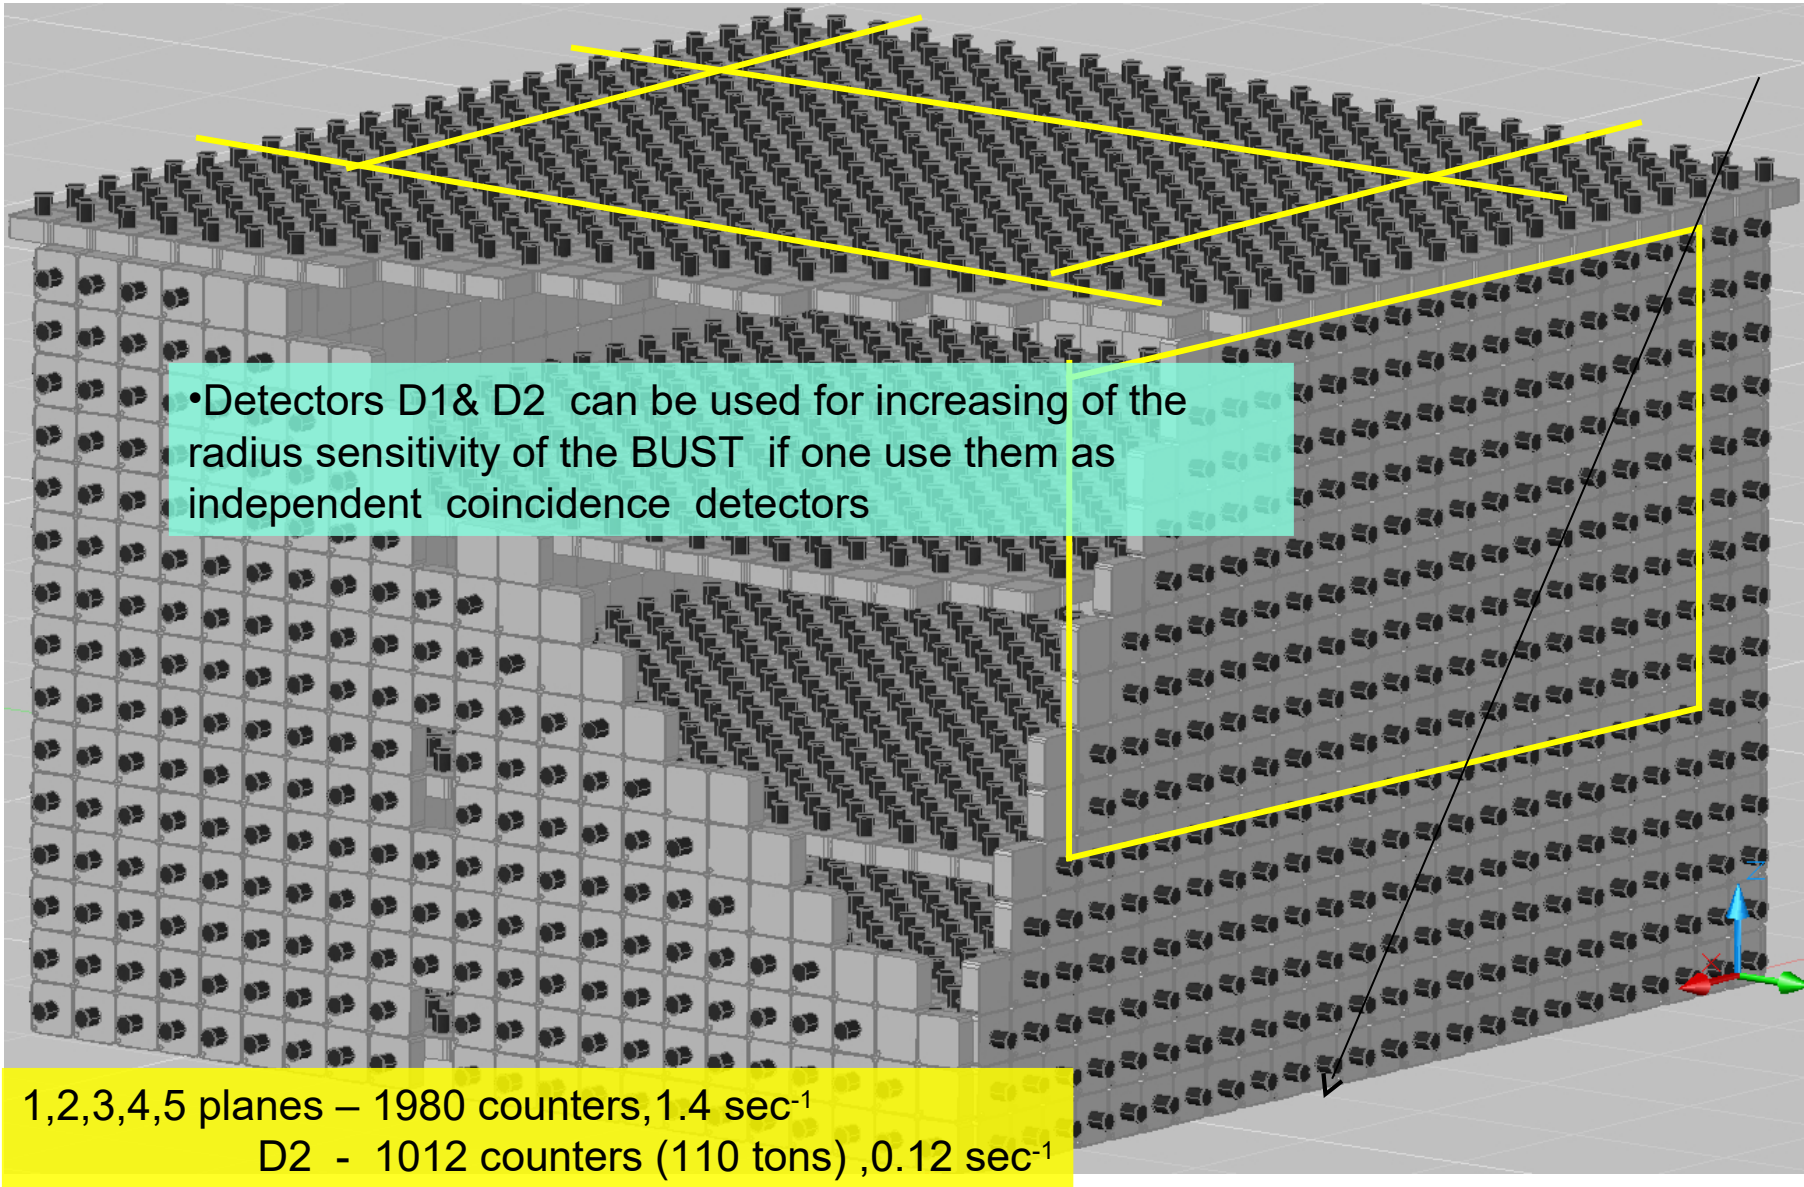 •Detectors D1& D2 can be used for increasing of the
radius sensitivity of the BUST if one use them as
independent coincidence detectors
Z
X
1,2,3,4,5 planes – 1980 counters,1.4 sec⁻¹
D2 - 1012 counters (110 tons) ,0.12 sec⁻¹